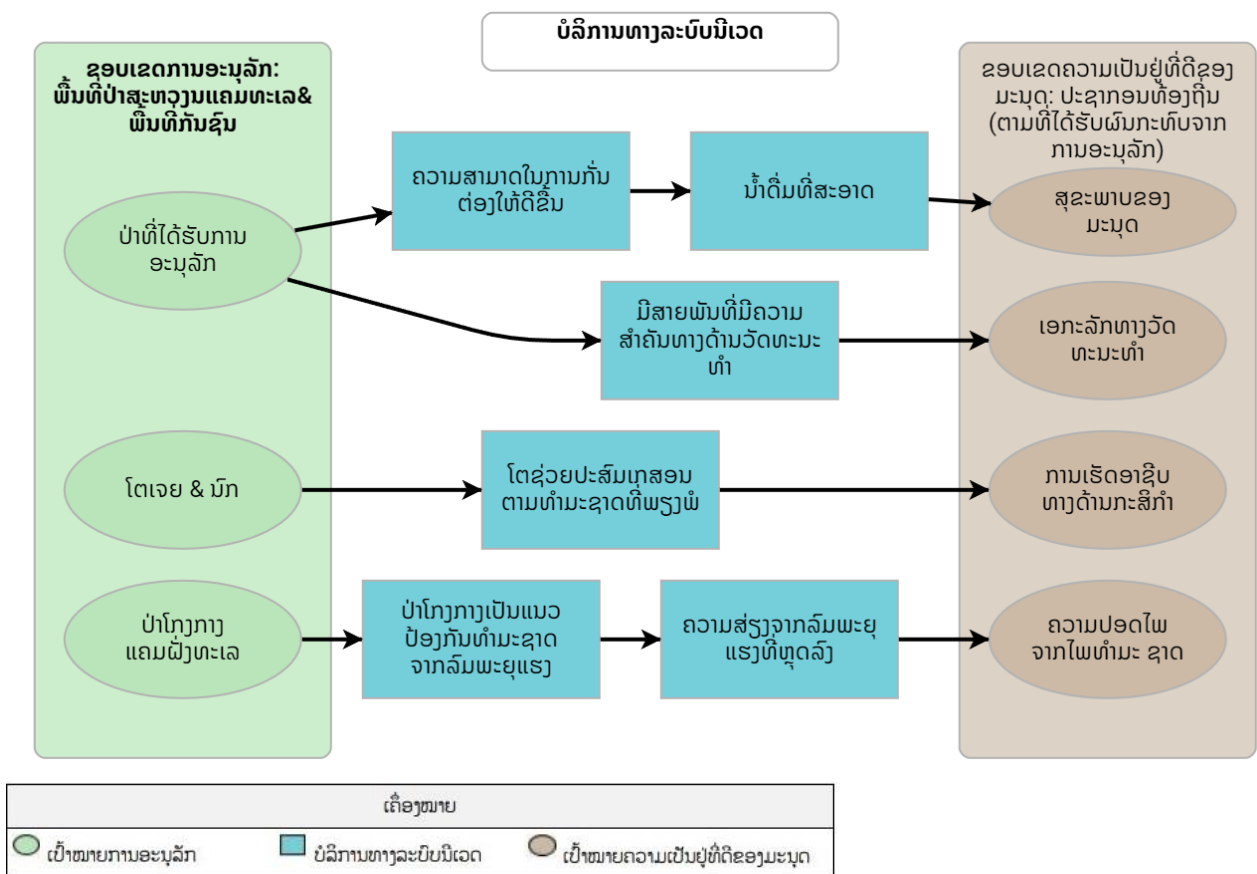 ບໍລິການທາງລະບົບນິເວດ
ຂອບເຂດການອະນຸລັກ:
ພື້ນທີ່ປ່າສະຫວງນແຄມທະເລ&
ພື້ນທີ່ກັນຊົນ
ປ່າທີ່ໄດ້ຮັບການ
ອະນຸລັກ
ຄວາມສາມາດໃນການກັ່ນ
ຕ່ອງໃຫ້ດີຂື້ນ
ນ້ຳດື່ມທີ່ສະອາດ
ມີສາຍພັນທີ່ມີຄວາມ
ສຳຄັນທາງດ້ານວັດທະນະ
ທຳ
ໂຕເຈຍ & ນົກ
ໂຕຊ່ວຍປະສົມເກສອນ
ຕາມທຳມະຊາດທີ່ພຽງພໍ
ປ່າໂກງກາງ
ແຄມຝັ່ງທະເລ
ປ່າໂກງກາງເປັນແນວ
ປ້ອງກັນທຳມະຊາດ
ຈາກລົມພະຍຸແຮງ
ຄວາມສ່ຽງຈາກລົມພະຍຸ
ແຮງທີ່ຫຼຸດລົງ
ຂອບເຂດຄວາມເປັນຢູ່ທີ່ດີຂອງ
ມະນຸດ: ປະຊາກອນທ້ອງຖິ່ນ
(ຕາມທີ່ໄດ້ຮັບຜົນກະທົບຈາກ
ການອະນຸລັກ)
ສຸຂະພາບຂອງ
ມະນຸດ
ເອກະລັກທາງວັດ
ທະນະທຳ
ການເຮັດອາຊີບ
ທາງດ້ານກະສິກຳ
ຄວາມປອດໄພ
ຈາກໄພທຳມະ ຊາດ
ເຄື່ອງໝາຍ
ເປົ້າໝາຍການອະນຸລັກ
ບໍລິການທາງລະບົບນິເວດ
ເປົ້າໝາຍຄວາມເປັນຢູ່ທີ່ດີຂອງມະນຸດ